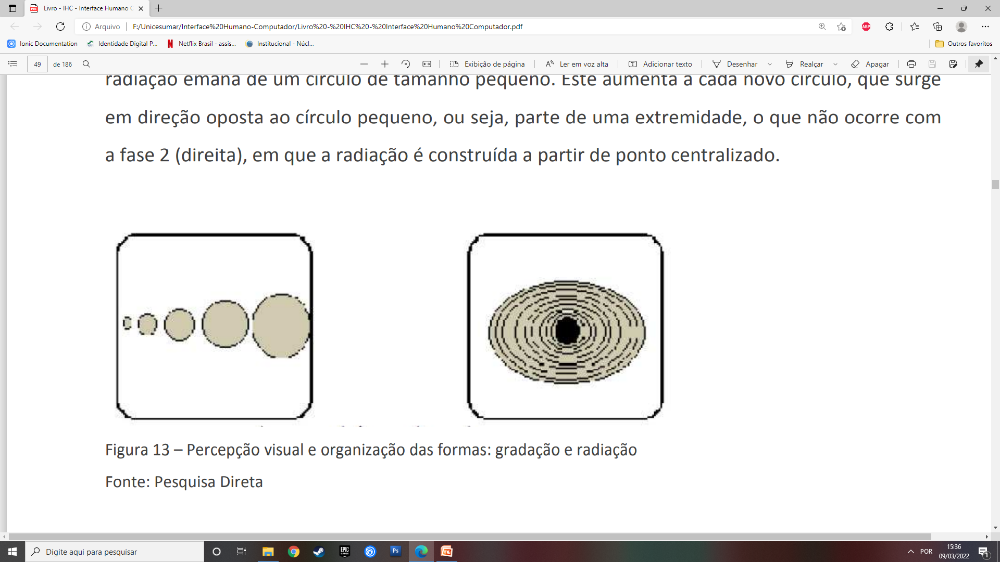 Livro - IHC - Interface Humano C
Arquivo
F:/Unicesumar/Interface%20Humano-Computador/Livro%20-%20IHC%20-%20Interface%20Humano%20Computador.pdf
ABP
Ionic Documentation
Identidade Digital P...
Netflix Brasil - assis...
Institucional - Núcl...
Outros favoritos
49 de 186
Exibição de página
Ler em voz alta
Adicionar texto
Desenhar
Realçar
Apagar
radiação emana de um círculo de tamanho pequeno. Este aumenta a cada novo círculo, que surge
em direção oposta ao círculo pequeno, ou seja, parte de uma extremidade, o que não ocorre com
a fase 2 (direita), em que a radiação é construída a partir de ponto centralizado.
Figura 13 – Percepção visual e organização das formas: gradação e radiação
Fonte: Pesquisa Direta
Digite aqui para pesquisar
EPIC
GAMES
Ps
POR
15:36
09/03/2022
1